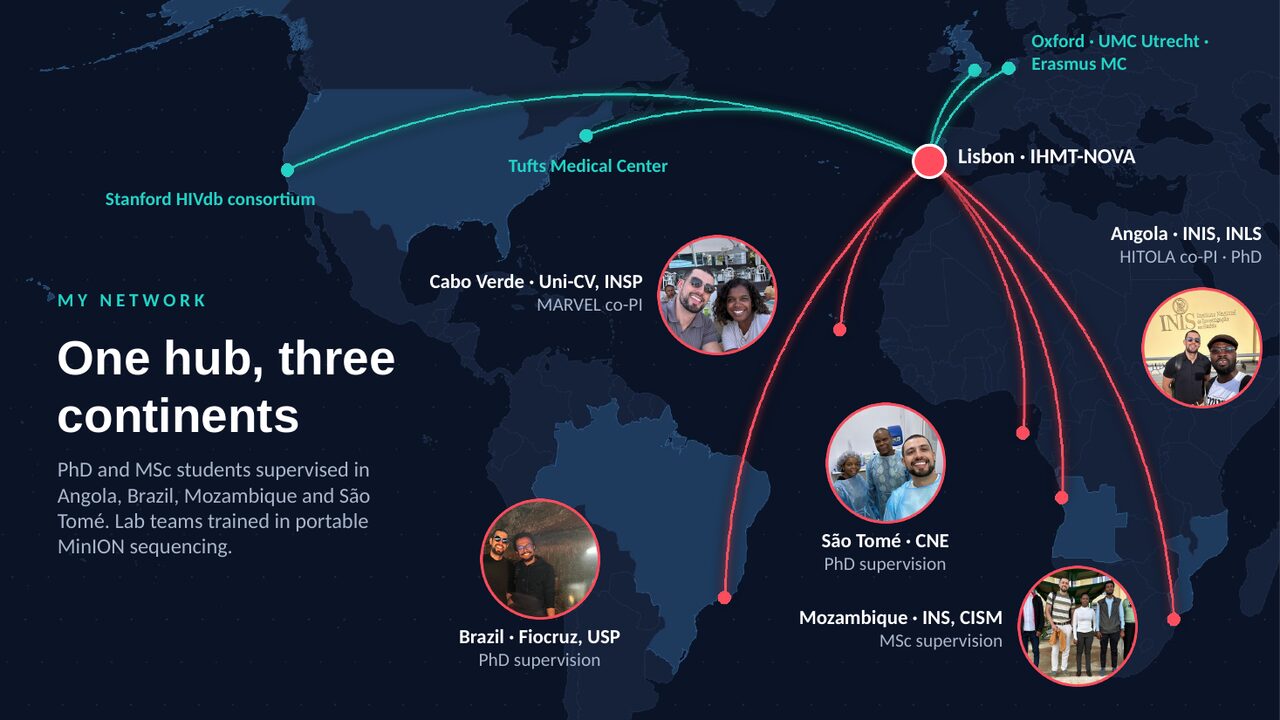 Oxford · UMC Utrecht ·
Erasmus MC
Lisbon · IHMT-NOVA
Tufts Medical Center
Stanford HIVdb consortium
Angola · INIS, INLS
HITOLA co-PI · PhD
Cabo Verde · Uni-CV, INSP
MARVEL co-PI
INIS
MY NETWORK
One hub, three
continents
PhD and MSc students supervised in
Angola, Brazil, Mozambique and São
Tomé. Lab teams trained in portable
MinION sequencing.
São Tomé · CNE
PhD supervision
Mozambique · INS, CISM
MSc supervision
Brazil · Fiocruz, USP
PhD supervision